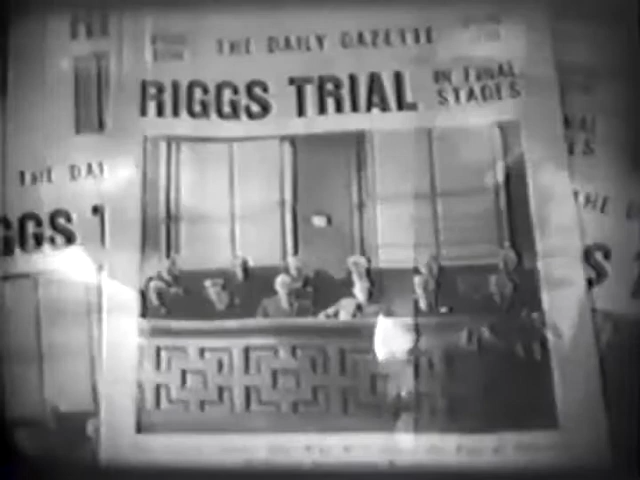 THE DAILY GAZETTE
RIGGS TRIAL
IN FINAL
STAGES
THE DAI
GGS T
THE
S